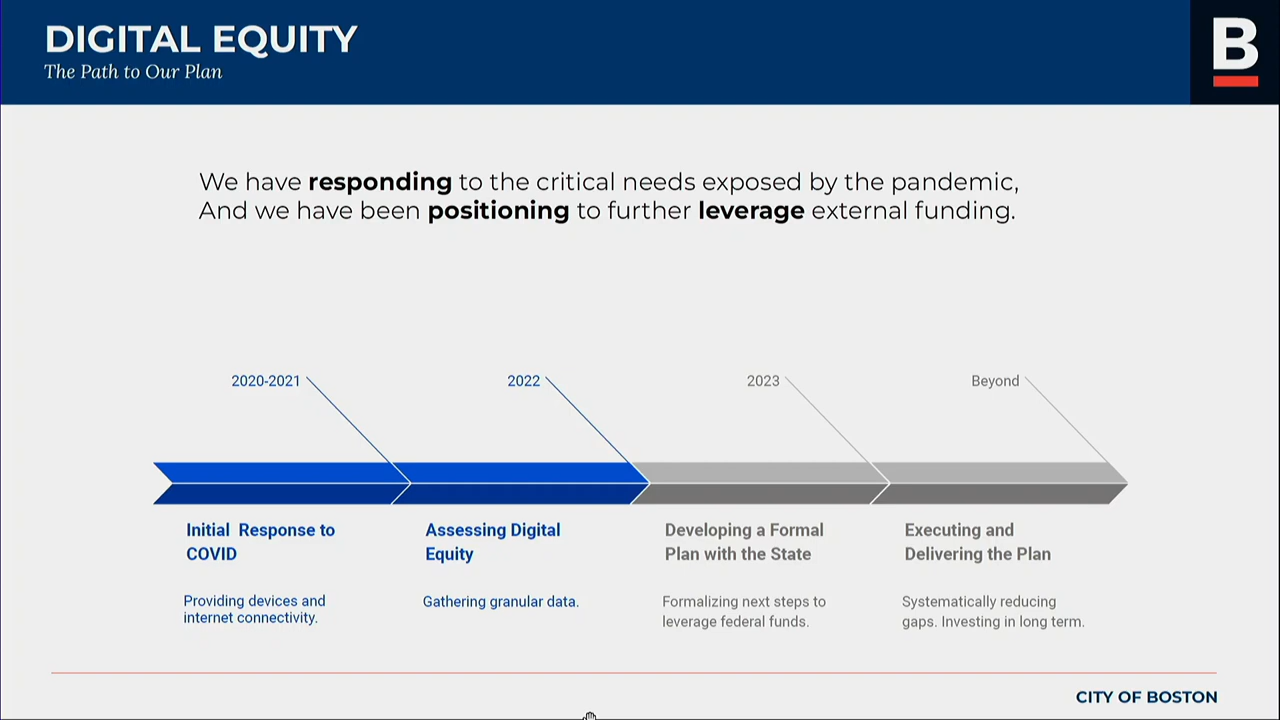 DIGITAL EQUITY
The Path to Our Plan
B
We have responding to the critical needs exposed by the pandemic,
And we have been positioning to further leverage external funding.
2020-2021
2022
2023
Beyond
Initial Response to
COVID
Providing devices and
internet connectivity.
Assessing Digital
Equity
Gathering granular data.
Developing a Formal
Plan with the State
Formalizing next steps to
leverage federal funds.
Executing and
Delivering the Plan
Systematically reducing
gaps. Investing in long term.
CITY OF BOSTON